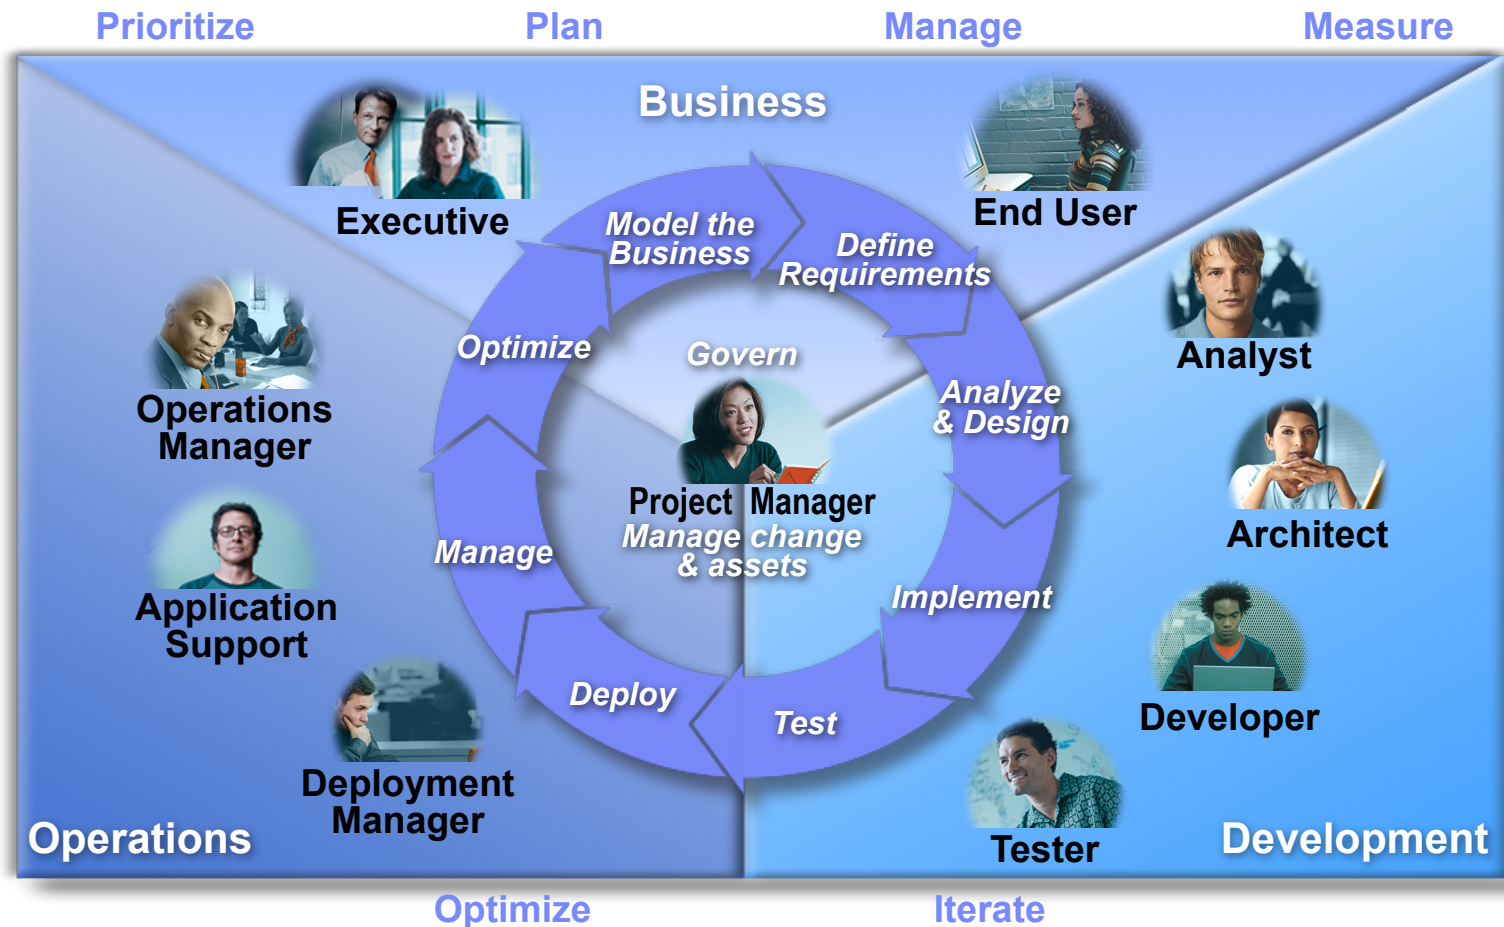 Prioritize Plan Manage Measure
Business
Executive
End User
Model the
Business
Define
Requirements
Optimize
Govern
Analyst
Analyze
& Design
Operations
Manager
Project Manager
Manage change
& assets
Architect
Manage
Implement
Application
Support
Deploy
Test
Developer
Deployment
Manager
Tester
Operations
Development
Optimize Iterate